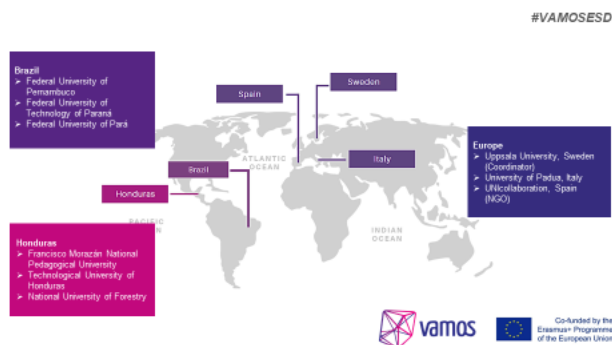 #VAMOSESD
Brazil
➢ Federal University of
Pernambuco
➢ Federal University of
Technology of Paraná
➢ Federal University of Pará
Spain
Sweden
ATLANTIC
OCEAN
Brazil
Italy
Honduras
Europe
➢ Uppsala University, Sweden
(Coordinator)
➢ University of Padua, Italy
➢ UNIcollaboration, Spain
(NGO)
PACIFIC
INDIAN
OCEAN
Honduras
➢ Francisco Morazán National
Pedagogical University
➢ Technological University of
Honduras
➢ National University of Forestry
vamos
Co-funded by the
Erasmus+ Programme
of the European Union